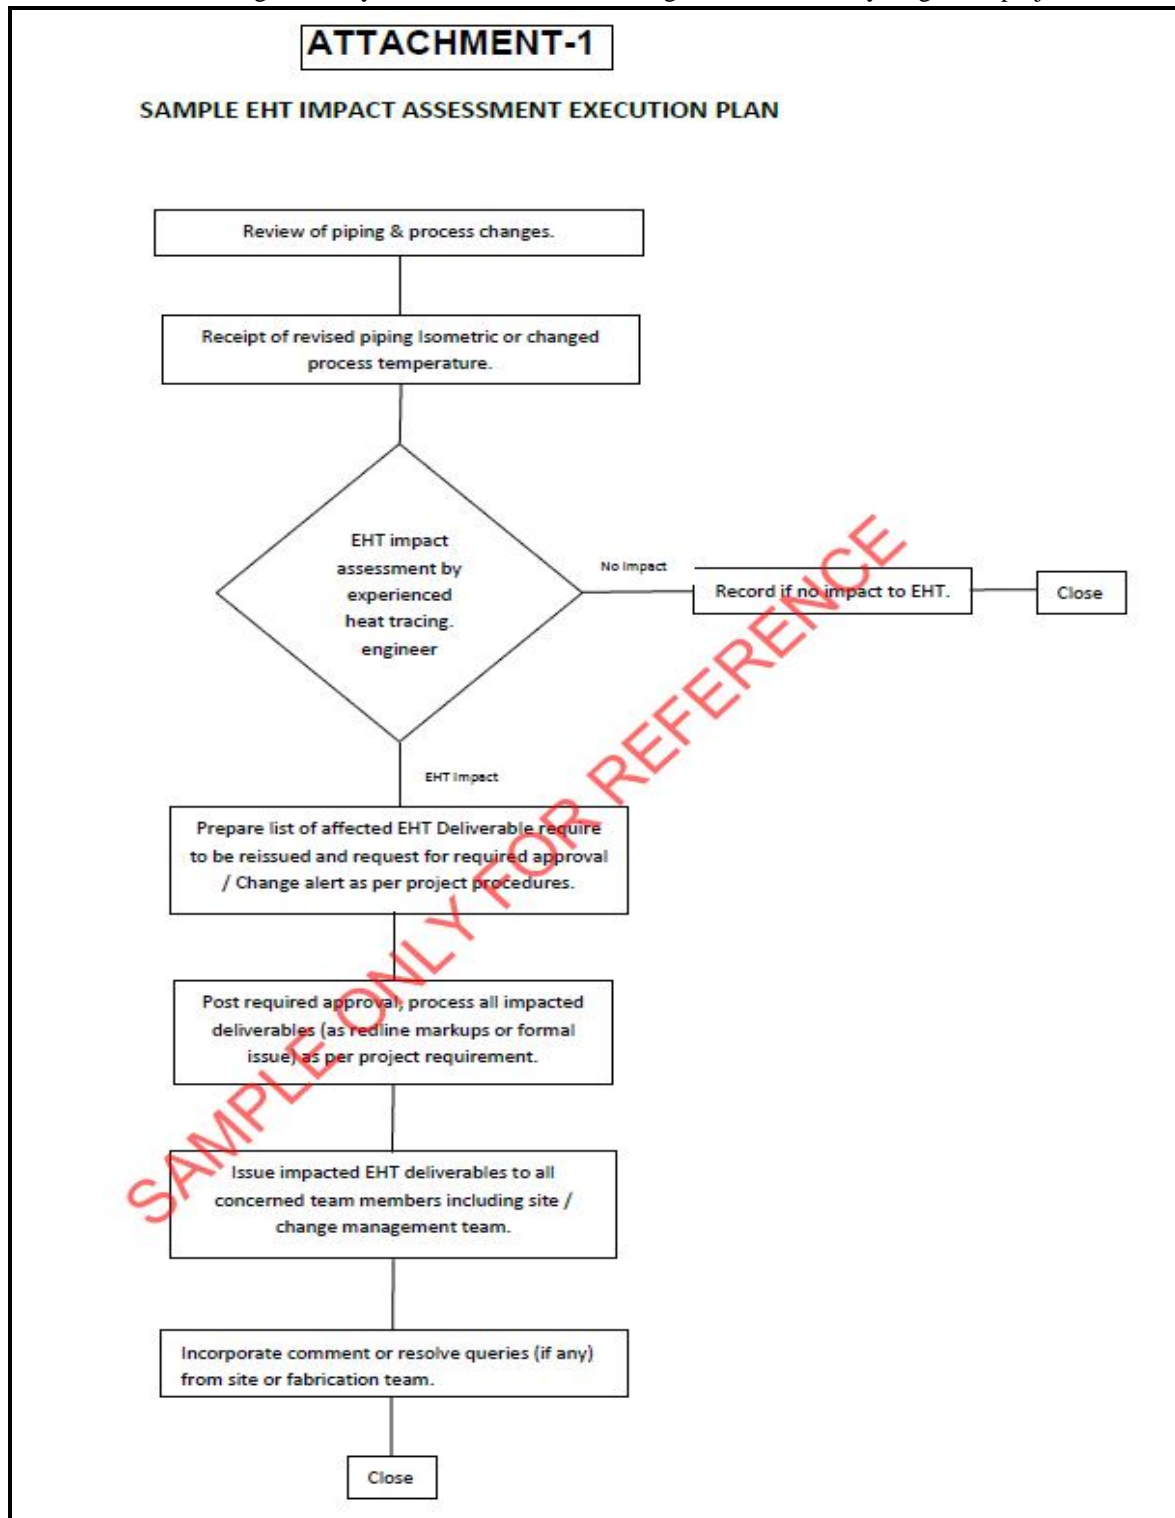 ATTACHMENT-1
SAMPLE EHT IMPACT ASSESSMENT EXECUTION PLAN
Review of piping & process changes.
Receipt of revised piping Isometric or changed
process temperature.
EHT impact
assessment by
experienced
heat tracing.
engineer
No Impact
Record if no impact to EHT.
Close
EHT Impact
Prepare list of affected EHT Deliverable require
to be reissued and request for required approval
/ Change alert as per project procedures.
Post required approval, process all impacted
deliverables (as redline markups or formal
issue) as per project requirement.
Issue impacted EHT deliverables to all
concerned team members including site /
change management team.
Incorporate comment or resolve queries (if any)
from site or fabrication team.
Close
SAMPLE ONLY FOR REFERENCE